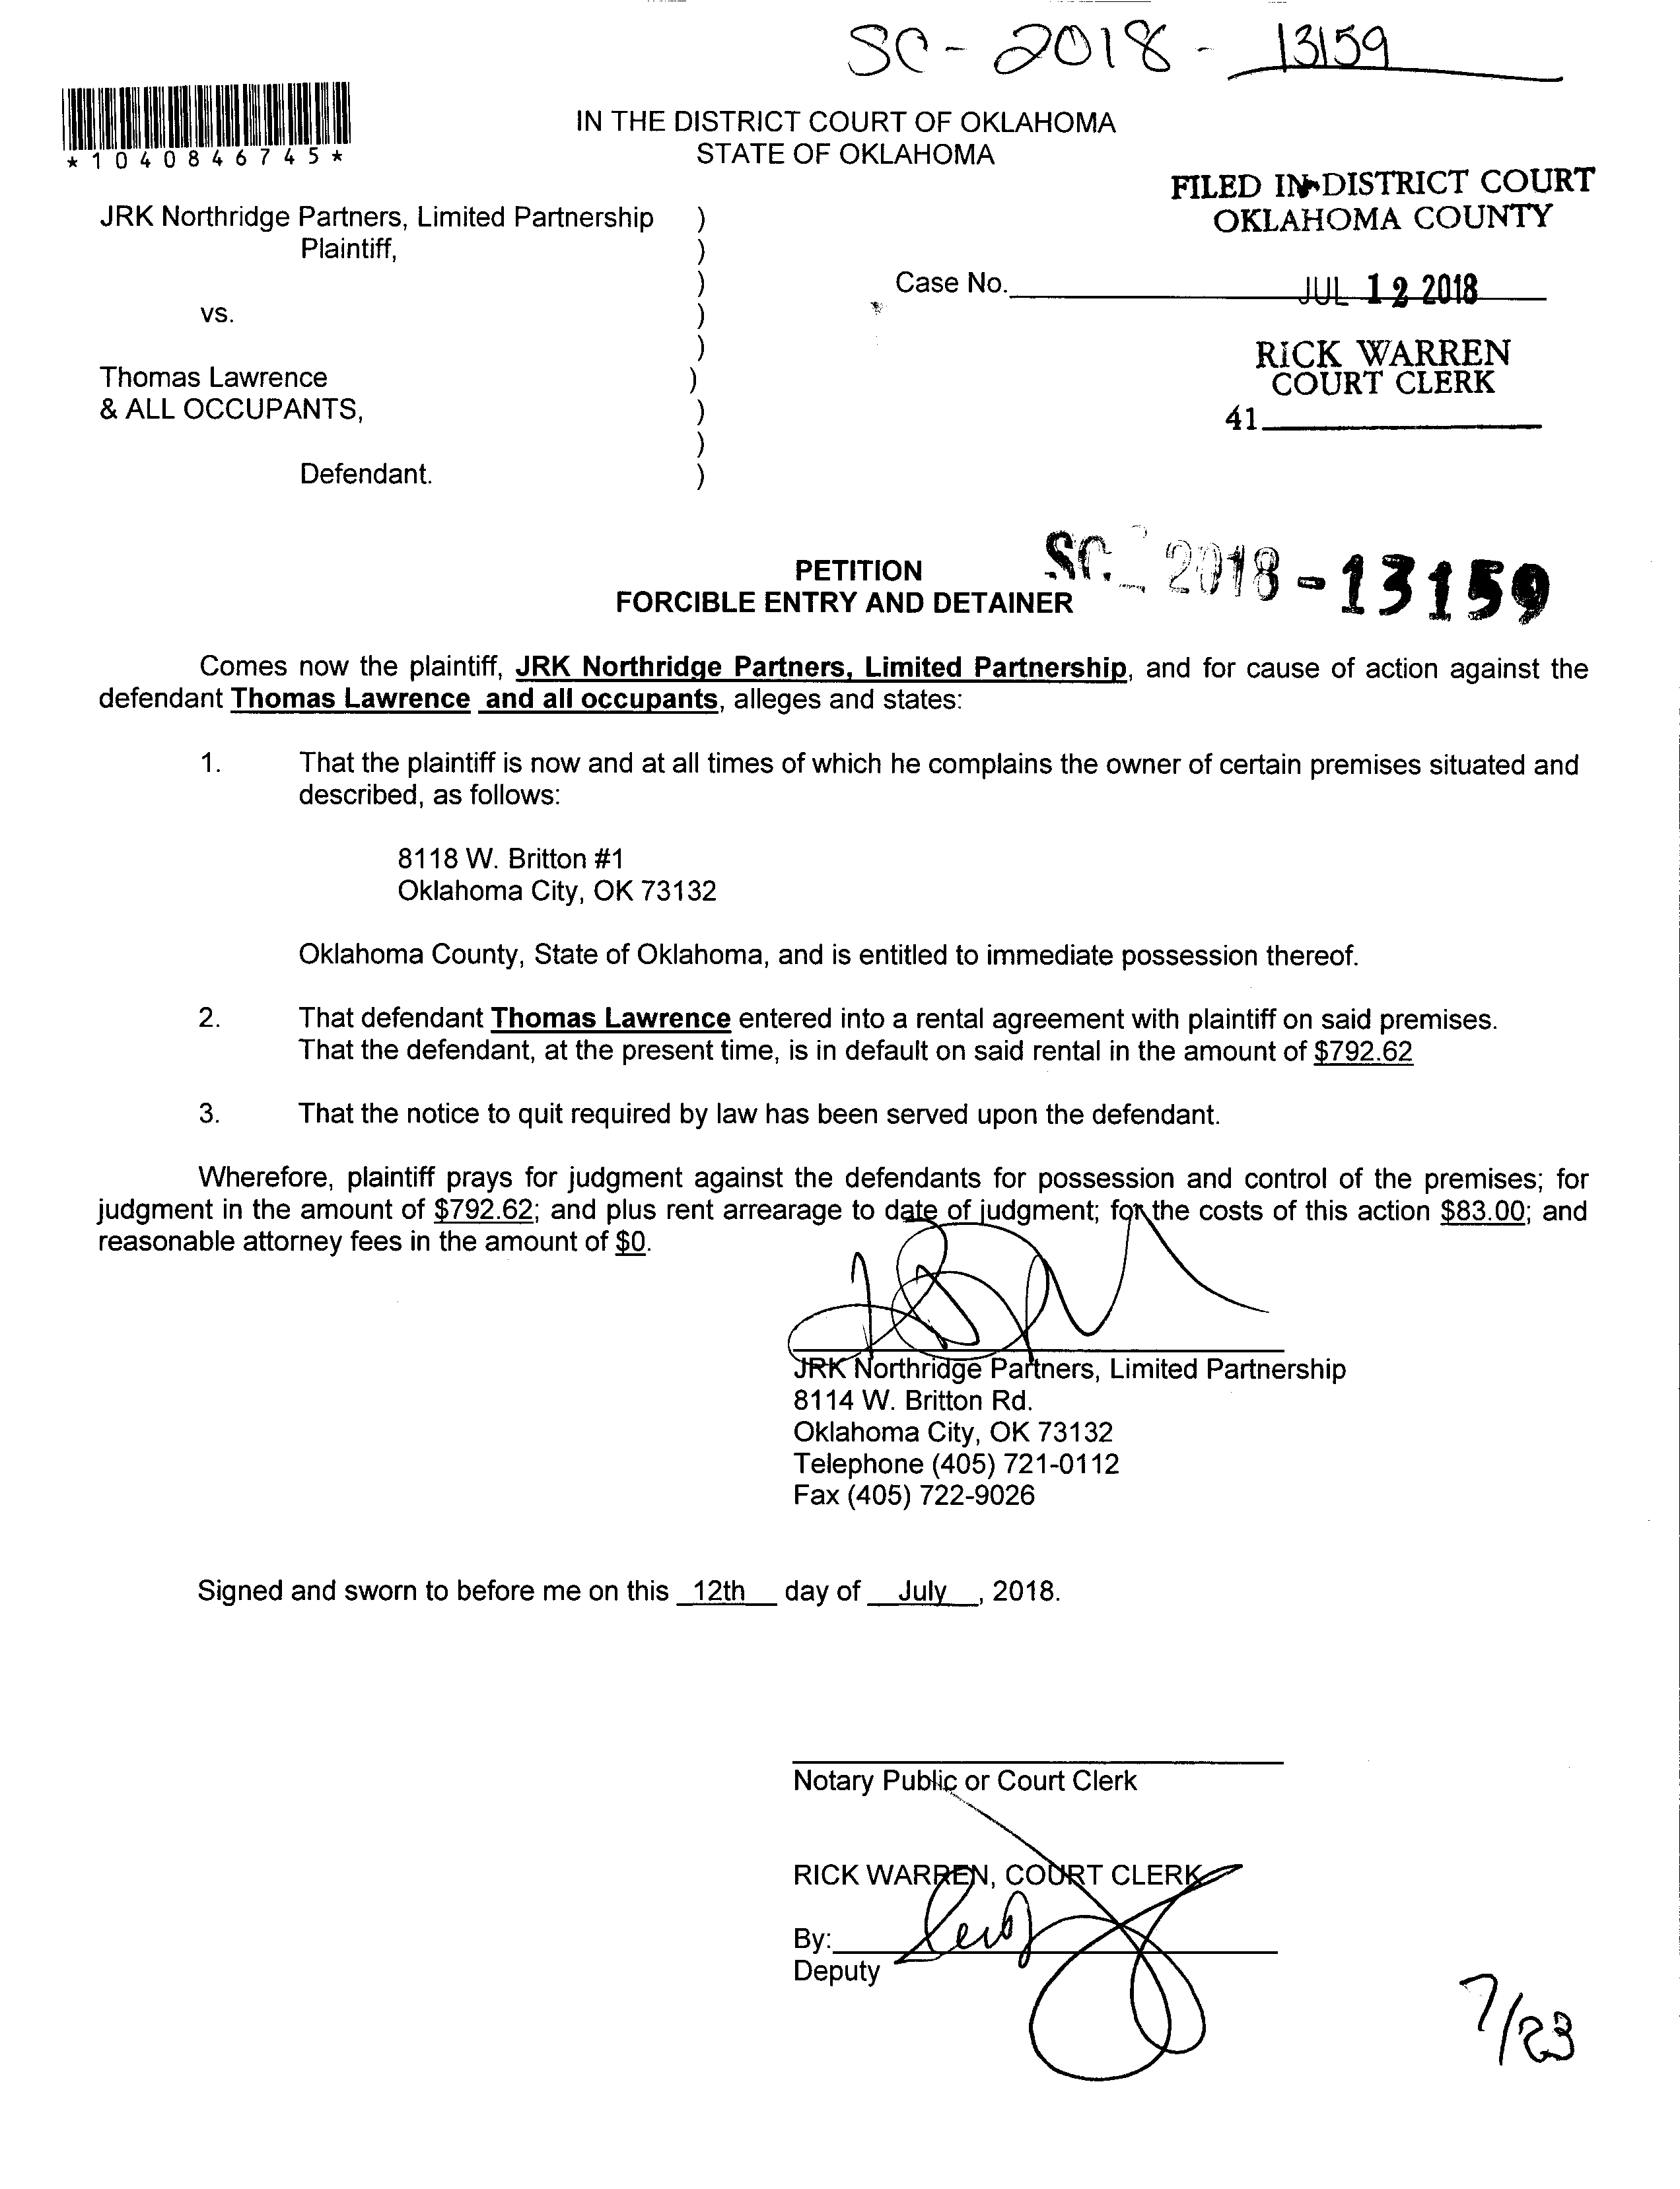 SC-2018-13159
*1040846745*
IN THE DISTRICT COURT OF OKLAHOMA
STATE OF OKLAHOMA
FILED IN DISTRICT COURT
OKLAHOMA COUNTY
JRK Northridge Partners, Limited Partnership )
Plaintiff, )
Case No. JUL 12 2018
vs. )
RICK WARREN
COURT CLERK
Thomas Lawrence )
& ALL OCCUPANTS, )
41
Defendant. )
PETITION
SC-2018-13159
FORCIBLE ENTRY AND DETAINER
Comes now the plaintiff, JRK Northridge Partners, Limited Partnership, and for cause of action against the
defendant Thomas Lawrence and all occupants, alleges and states:
1. That the plaintiff is now and at all times of which he complains the owner of certain premises situated and
described, as follows:
8118 W. Britton #1
Oklahoma City, OK 73132
Oklahoma County, State of Oklahoma, and is entitled to immediate possession thereof.
2. That defendant Thomas Lawrence entered into a rental agreement with plaintiff on said premises.
That the defendant, at the present time, is in default on said rental in the amount of $792.62
3. That the notice to quit required by law has been served upon the defendant.
Wherefore, plaintiff prays for judgment against the defendants for possession and control of the premises; for
judgment in the amount of $792.62; and plus rent arrearage to date of judgment; for the costs of this action $83.00; and
reasonable attorney fees in the amount of $0.
JRK Northridge Partners, Limited Partnership
8114 W. Britton Rd.
Oklahoma City, OK 73132
Telephone (405) 721-0112
Fax (405) 722-9026
Signed and sworn to before me on this 12th day of July, 2018.
Notary Public or Court Clerk
RICK WARREN, COURT CLERK
By:
Deputy
7/23